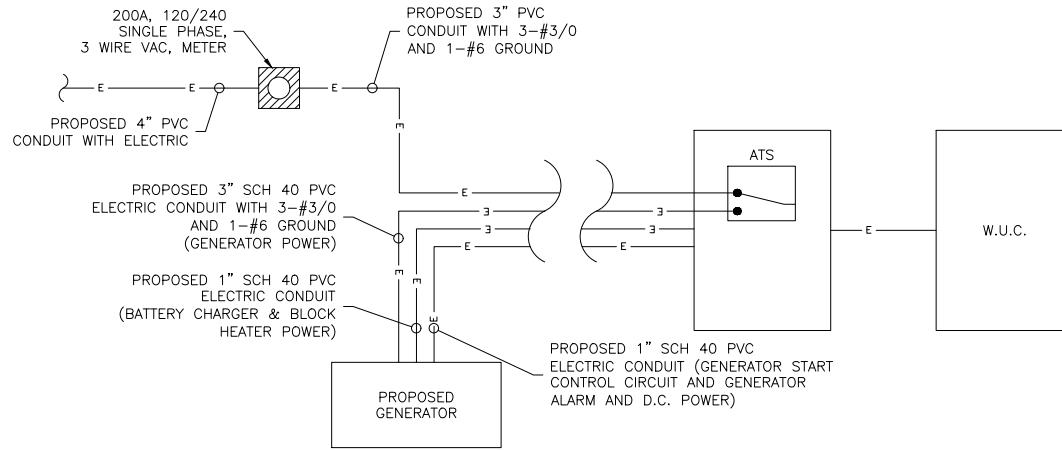 200A, 120/240
SINGLE PHASE,
3 WIRE VAC, METER
PROPOSED 3” PVC
CONDUIT WITH 3-#3/0
AND 1-#6 GROUND
E
E
E
PROPOSED 4” PVC
CONDUIT WITH ELECTRIC
E
E
PROPOSED 3” SCH 40 PVC
ELECTRIC CONDUIT WITH 3-#3/0
AND 1-#6 GROUND
(GENERATOR POWER)
E
E
E
E
ATS
E
E
E
W.U.C.
PROPOSED 1” SCH 40 PVC
ELECTRIC CONDUIT
(BATTERY CHARGER & BLOCK
HEATER POWER)
E
E
E
PROPOSED 1” SCH 40 PVC
ELECTRIC CONDUIT (GENERATOR START
CONTROL CIRCUIT AND GENERATOR
ALARM AND D.C. POWER)
PROPOSED
GENERATOR